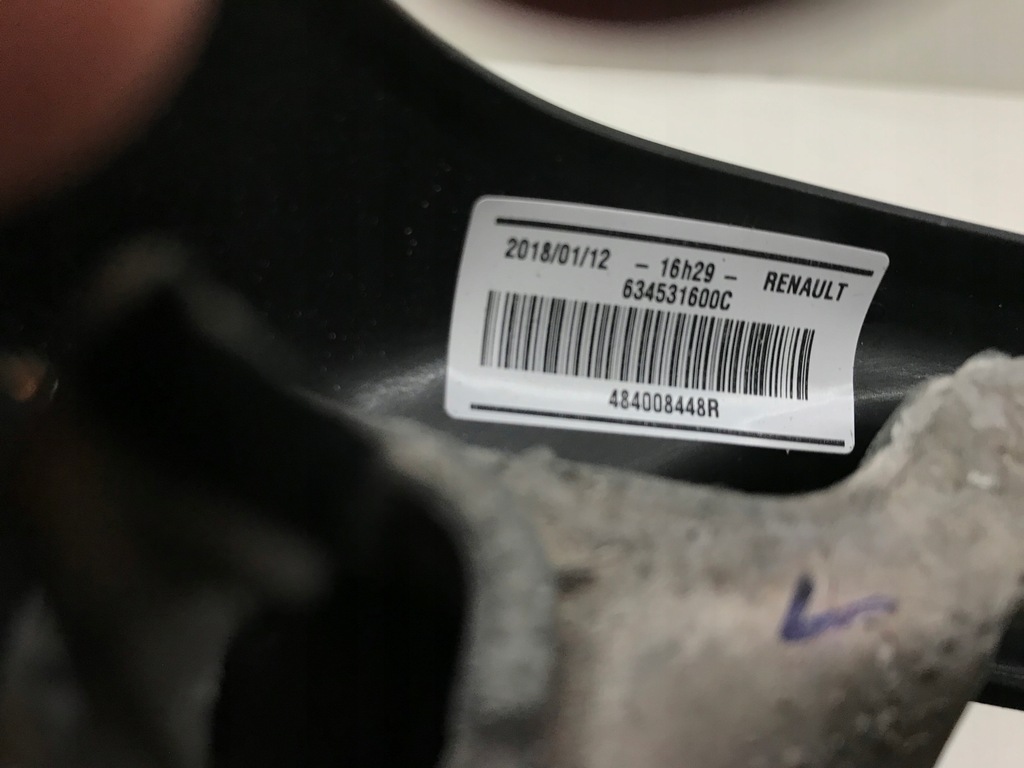 2018/01/12 – 16h29 – RENAULT
634531600C
484008448R